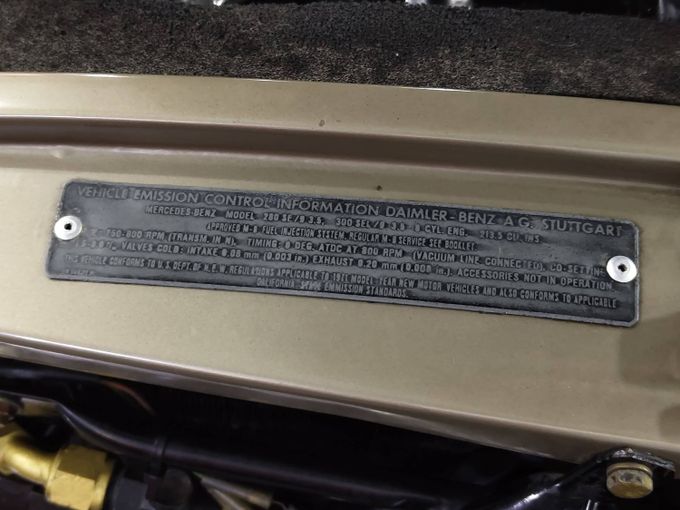 VEHICLE EMISSION CONTROL INFORMATION DAIMLER-BENZ A.G. STUTTGART
MERCEDES-BENZ MODEL 280 SE/9 3.5, 300 SEL/8 3.5 8 CYL. ENG. 213.5 CU. INS.
APPROVED M-B FUEL INJECTION SYSTEM. REGULAR M-B SERVICE SEE BOOKLET.
750-800 RPM (TRANSM. IN N), TIMING: DEG. ATDC AT 800 RPM (VACUUM LINE CONNECTED), CO-SETTING
VALVES COLD: INTAKE 0.08 mm (0.003 in.) EXHAUST 0.20 mm (0.008 in.) ACCESSORIES NOT IN OPERATION.
THIS VEHICLE CONFORMS TO U.S. DEPT. OF H.E.W. REGULATIONS APPLICABLE TO 1971 MODEL YEAR NEW MOTOR VEHICLES AND ALSO CONFORMS TO APPLICABLE
CALIFORNIA EMISSION STANDARDS.